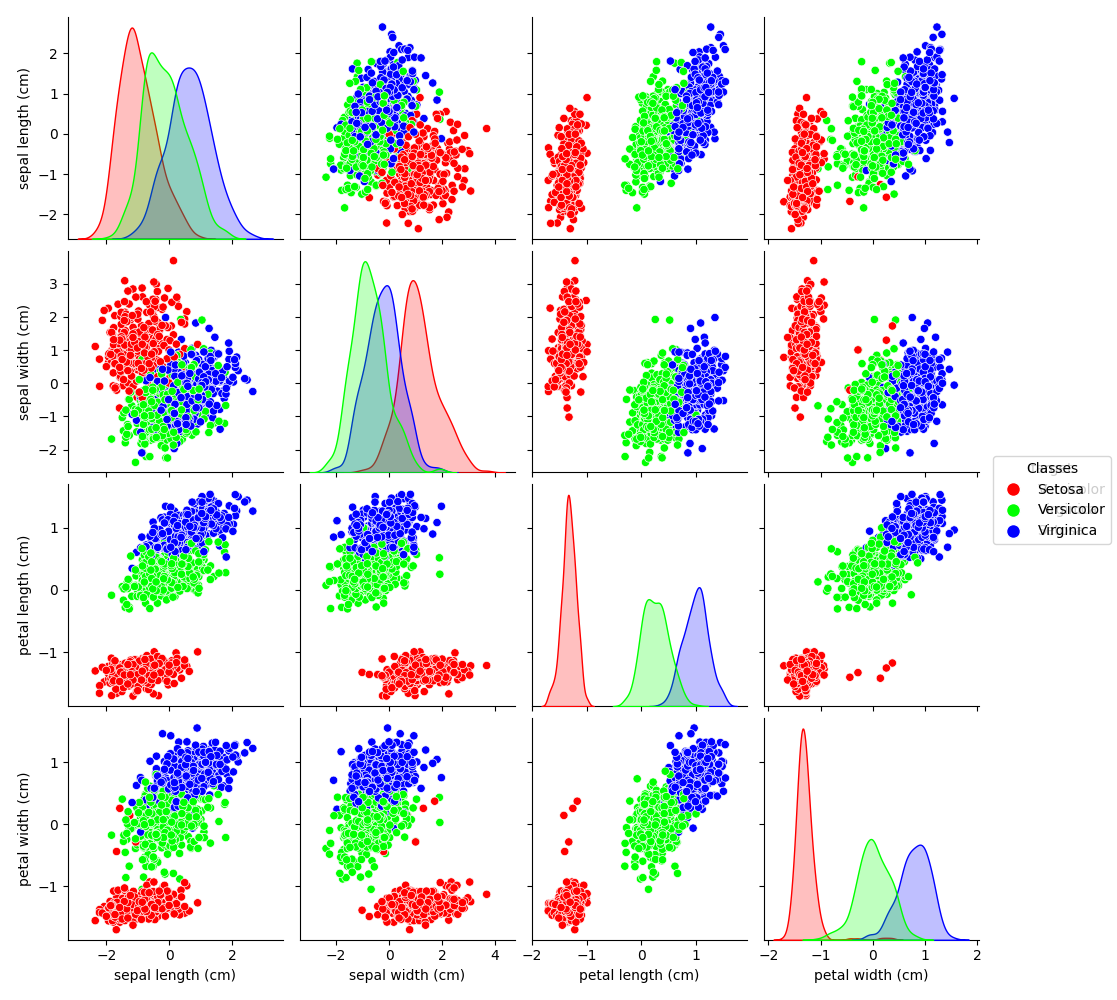 sepal length (cm)
2
1
0
−1
−2
sepal width (cm)
3
2
1
0
−1
−2
Classes
Setosa
Versicolor
Virginica
petal length (cm)
1
0
−1
petal width (cm)
1
0
−1
−2 0 2
−2 0 2 4
−2 −1 0 1
−2 −1 0 1 2
sepal length (cm)
sepal width (cm)
petal length (cm)
petal width (cm)